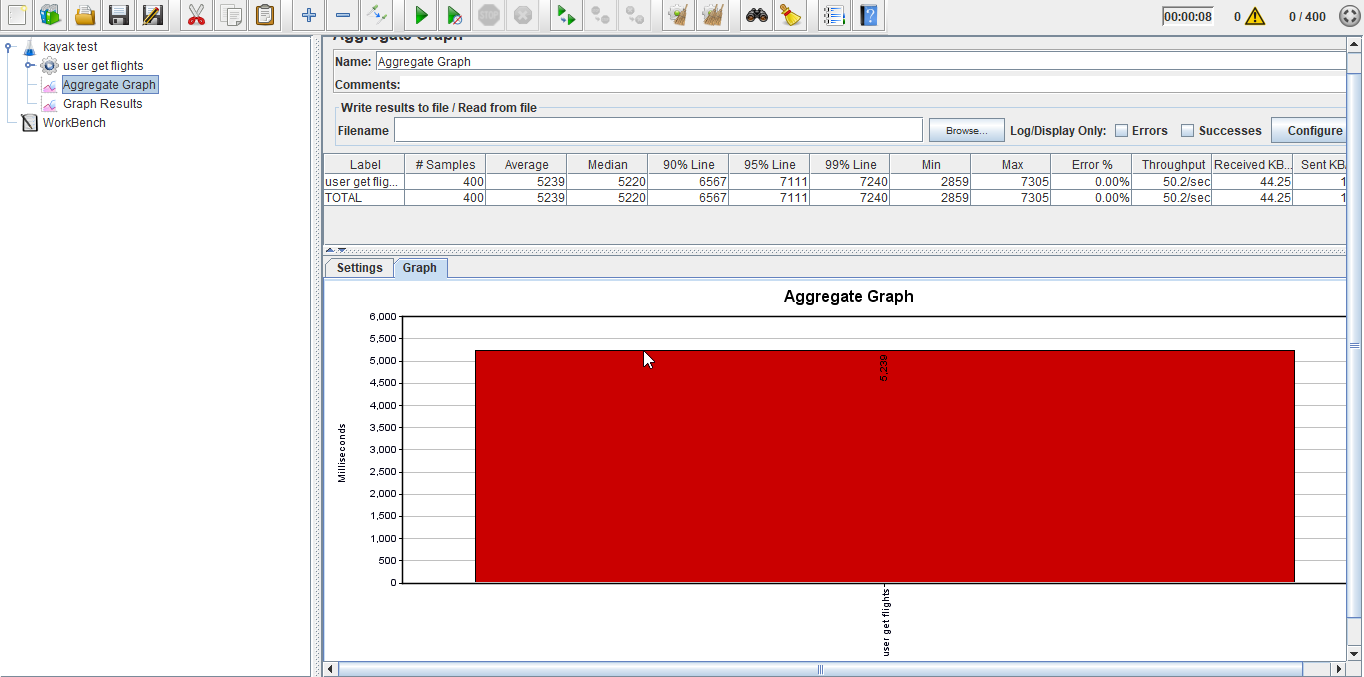 00:00:08 0 0 / 400
kayak test
user get flights
Aggregate Graph
Graph Results
WorkBench
Aggregate Graph
Name: Aggregate Graph
Comments:
Write results to file / Read from file
Filename Browse... Log/Display Only: Errors Successes Configure
Label # Samples Average Median 90% Line 95% Line 99% Line Min Max Error % Throughput Received KB... Sent KB/
user get flig... 400 5239 5220 6567 7111 7240 2859 7305 0.00% 50.2/sec 44.25 1
TOTAL 400 5239 5220 6567 7111 7240 2859 7305 0.00% 50.2/sec 44.25 1
Settings Graph
Aggregate Graph
6,000
5,500
5,000
4,500
4,000
3,500
3,000
2,500
2,000
1,500
1,000
500
0
Milliseconds
5,239
user get flights